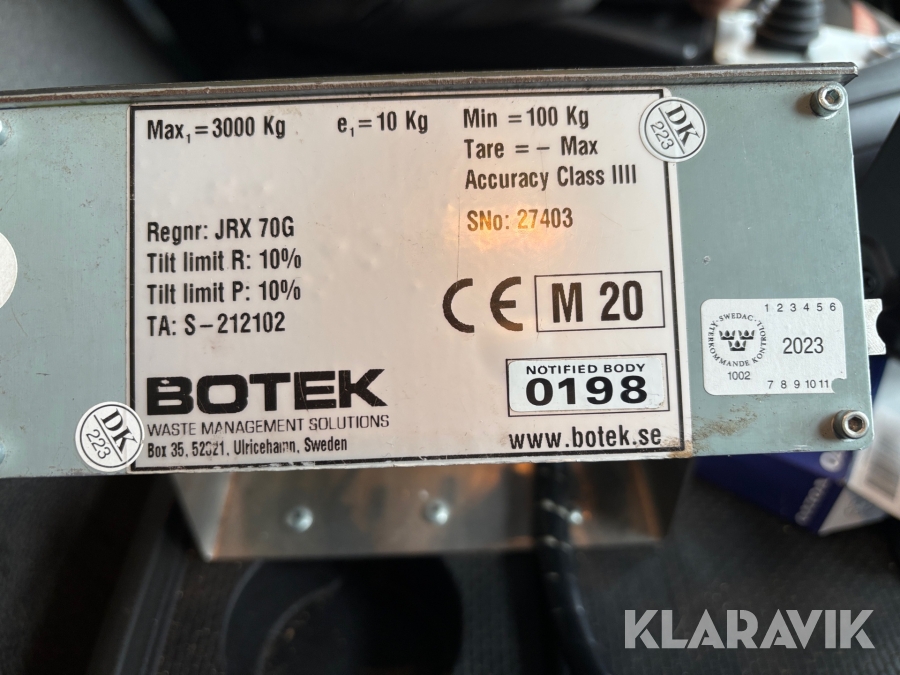 Max1=3000 Kg e1=10 Kg Min =100 Kg
Tare =- Max
Accuracy Class IIII
Regnr: JRX 70G SNo: 27403
Tilt limit R: 10%
Tilt limit P: 10%
TA: S-212102
CE M 20
BOTEK
WASTE MANAGEMENT SOLUTIONS
Box 35, Ulricehamn, Sweden
NOTIFIED BODY
0198
www.botek.se
DK
223
DK
223
1 2 3 4 5 6
SWEDAC
ÅTERKOMMANDE KONTROLL
2023
1002
7 8 9 10 11
KLARAVIK